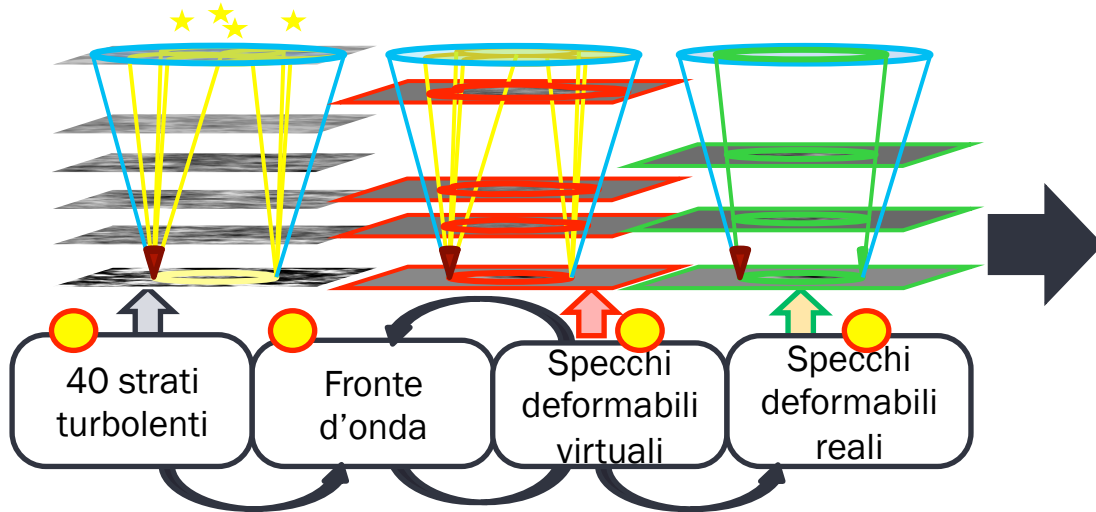 40 strati
turbolenti
Fronte
d’onda
Specchi
deformabili
virtuali
Specchi
deformabili
reali